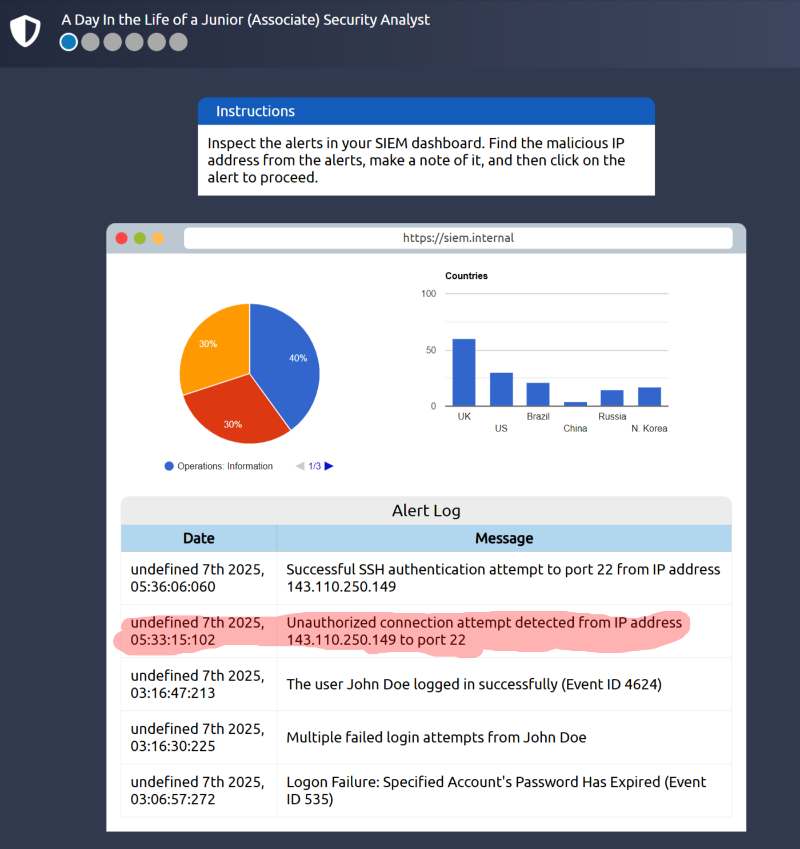 A Day In the Life of a Junior (Associate) Security Analyst
Instructions
Inspect the alerts in your SIEM dashboard. Find the malicious IP
address from the alerts, make a note of it, and then click on the
alert to proceed.
https://siem.internal
30%
40%
30%
Operations: Information
1/3
Countries
100
50
0
UK
US
Brazil
China
Russia
N. Korea
Alert Log
Date Message
undefined 7th 2025,
05:36:06:060
Successful SSH authentication attempt to port 22 from IP address
143.110.250.149
undefined 7th 2025,
05:33:15:102
Unauthorized connection attempt detected from IP address
143.110.250.149 to port 22
undefined 7th 2025,
03:16:47:213
The user John Doe logged in successfully (Event ID 4624)
undefined 7th 2025,
03:16:30:225
Multiple failed login attempts from John Doe
undefined 7th 2025,
03:06:57:272
Logon Failure: Specified Account's Password Has Expired (Event
ID 535)